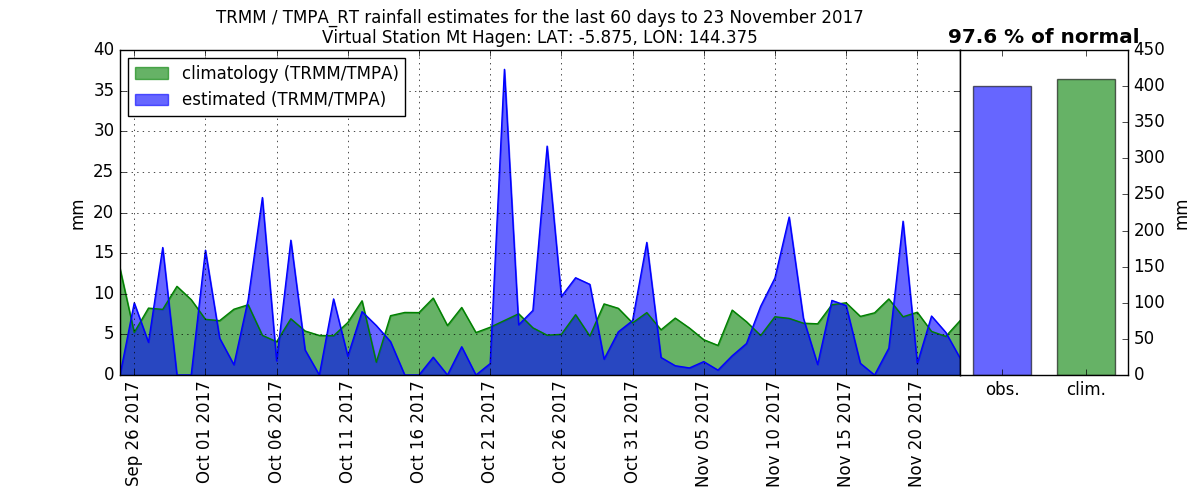 TRMM / TMPA_RT rainfall estimates for the last 60 days to 23 November 2017
Virtual Station Mt Hagen: LAT: -5.875, LON: 144.375
97.6 % of normal
climatology (TRMM/TMPA)
estimated (TRMM/TMPA)
40
35
30
25
20
15
10
5
0
mm
450
400
350
300
250
200
150
100
50
0
mm
Sep 26 2017
Oct 01 2017
Oct 06 2017
Oct 11 2017
Oct 16 2017
Oct 21 2017
Oct 26 2017
Oct 31 2017
Nov 05 2017
Nov 10 2017
Nov 15 2017
Nov 20 2017
obs.
clim.